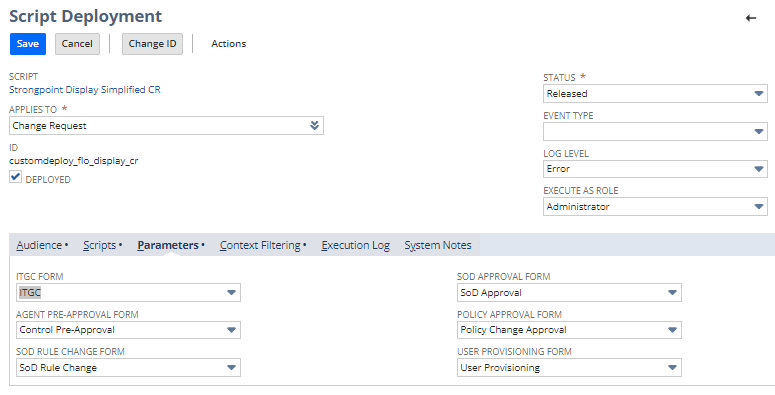 Script Deployment
Save Cancel Change ID Actions
SCRIPT
Strongpoint Display Simplified CR
APPLIES TO *
Change Request
ID
customdeploy_flo_display_cr
DEPLOYED
STATUS *
Released
EVENT TYPE
LOG LEVEL
Error
EXECUTE AS ROLE
Administrator
Audience • Scripts • Parameters • Context Filtering • Execution Log System Notes
ITGC FORM
ITGC
AGENT PRE-APPROVAL FORM
Control Pre-Approval
SOD RULE CHANGE FORM
SoD Rule Change
SOD APPROVAL FORM
SoD Approval
POLICY APPROVAL FORM
Policy Change Approval
USER PROVISIONING FORM
User Provisioning